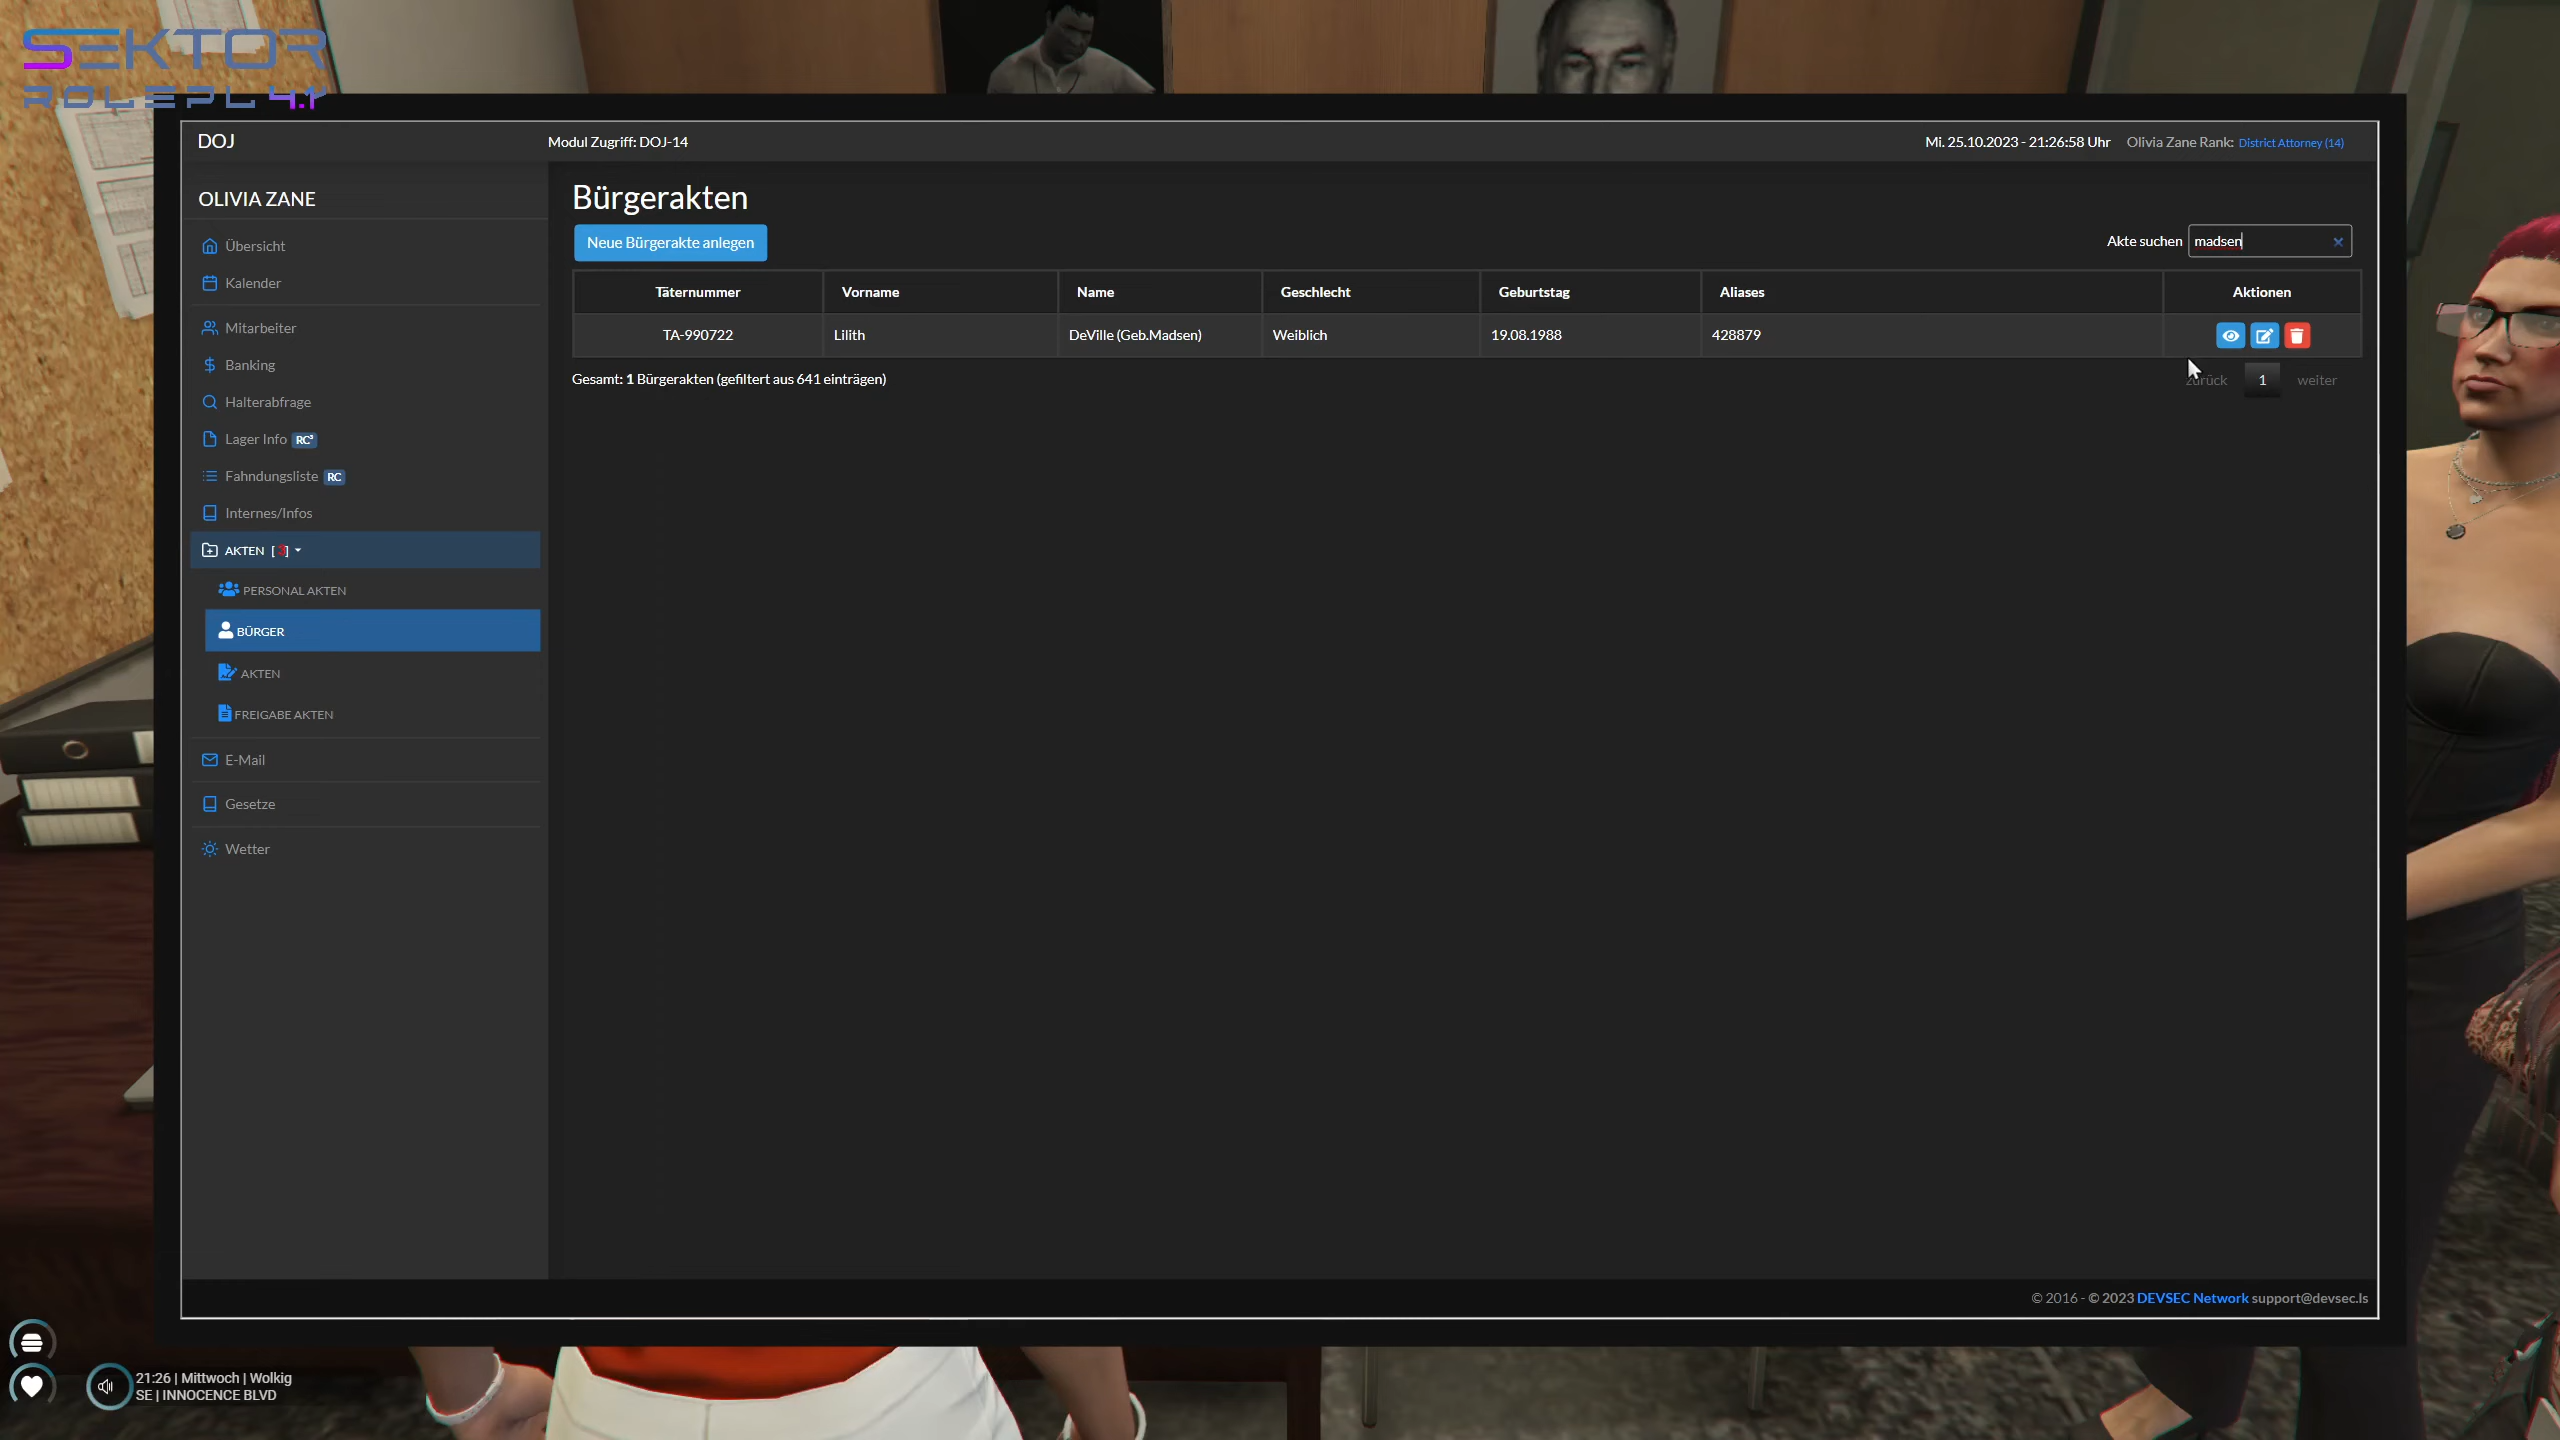 SEKTOR
ROLEPL4.Y
DOJ
Modul Zugriff: DOJ-14
Mi. 25.10.2023 - 21:26:58 Uhr Olivia Zane Rank: District Attorney (14)
OLIVIA ZANE
Übersicht
Kalender
Mitarbeiter
Banking
Halterabfrage
Lager Info RC³
Fahndungsliste RC
Internes/Infos
AKTEN [3]
PERSONAL AKTEN
BÜRGER
AKTEN
FREIGABE AKTEN
E-Mail
Gesetze
Wetter
Bürgerakten
Neue Bürgerakte anlegen
Akte suchen madsen
Täternummer Vorname Name Geschlecht Geburtstag Aliases Aktionen
TA-990722 Lilith DeVille (Geb.Madsen) Weiblich 19.08.1988 428879
Gesamt: 1 Bürgerakten (gefiltert aus 641 einträgen)
zurück 1 weiter
© 2016 - © 2023 DEVSEC Network support@devsec.ls
21:26 | Mittwoch | Wolkig
SE | INNOCENCE BLVD